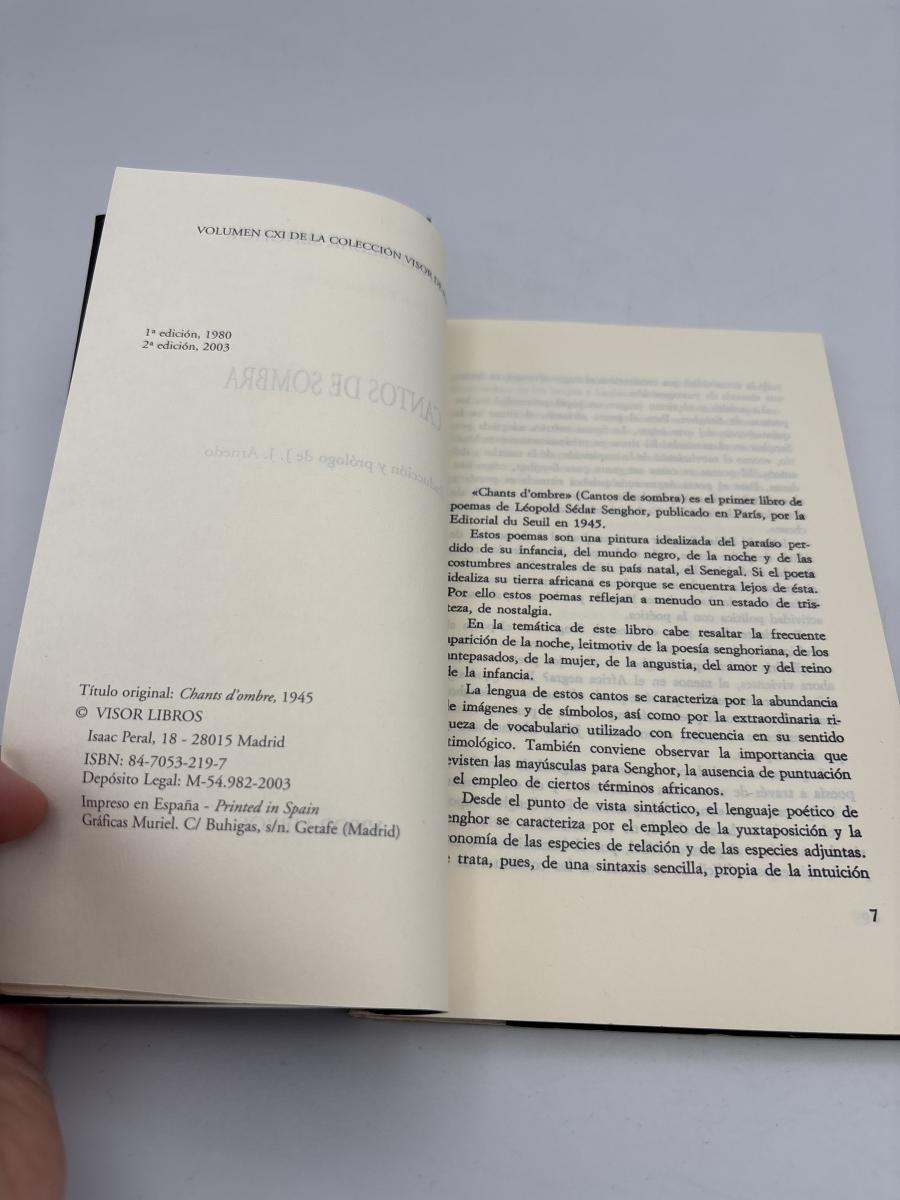 VOLUMEN CXI DE LA COLECCIÓN VISOR DE
1ª edición, 1980
2ª edición, 2003
CANTOS DE SOMBRA
y prólogo de J. J. Arnedo
Título original: Chants d'ombre, 1945
© VISOR LIBROS
Isaac Peral, 18 - 28015 Madrid
ISBN: 84-7053-219-7
Depósito Legal: M-54.982-2003
Impreso en España - Printed in Spain
Gráficas Muriel. C/ Buhigas, s/n. Getafe (Madrid)
«Chants d'ombre» (Cantos de sombra) es el primer libro de
poemas de Léopold Sédar Senghor, publicado en París, por la
Editorial du Seuil en 1945.
Estos poemas son una pintura idealizada del paraíso per-
dido de su infancia, del mundo negro, de la noche y de las
costumbres ancestrales de su país natal, el Senegal. Si el poeta
idealiza su tierra africana es porque se encuentra lejos de ésta.
Por ello estos poemas reflejan a menudo un estado de tris-
teza, de nostalgia.
En la temática de este libro cabe resaltar la frecuente
aparición de la noche, leitmotiv de la poesía senghoriana, de los
antepasados, de la mujer, de la angustia, del amor y del reino
de la infancia.
La lengua de estos cantos se caracteriza por la abundancia
de imágenes y de símbolos, así como por la extraordinaria ri-
queza de vocabulario utilizado con frecuencia en su sentido
etimológico. También conviene observar la importancia que
revisten las mayúsculas para Senghor, la ausencia de puntuación
el empleo de ciertos términos africanos.
Desde el punto de vista sintáctico, el lenguaje poético de
Senghor se caracteriza por el empleo de la yuxtaposición y la
economía de las especies de relación y de las especies adjuntas.
trata, pues, de una sintaxis sencilla, propia de la intuición
7